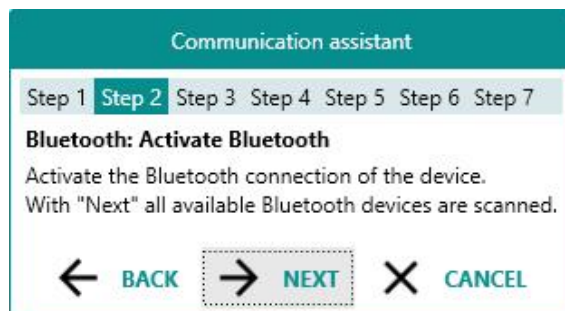 Communication assistant
Step 1 Step 2 Step 3 Step 4 Step 5 Step 6 Step 7
Bluetooth: Activate Bluetooth
Activate the Bluetooth connection of the device.
With "Next" all available Bluetooth devices are scanned.
BACK NEXT CANCEL